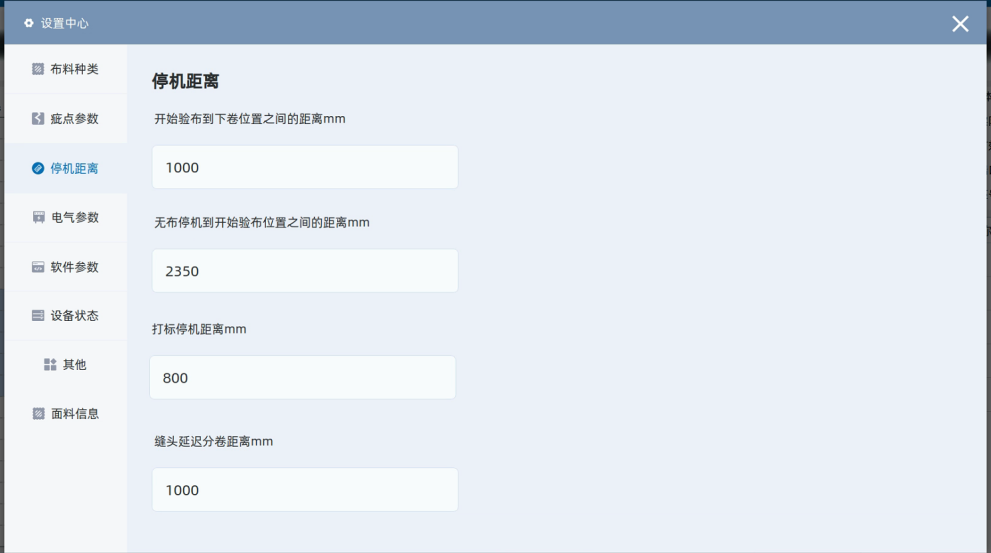 设置中心
布料种类
疵点参数
停机距离
电气参数
软件参数
设备状态
其他
面料信息
停机距离
开始验布到下卷位置之间的距离mm
1000
无布停机到开始验布位置之间的距离mm
2350
打标停机距离mm
800
缝头延迟分卷距离mm
1000